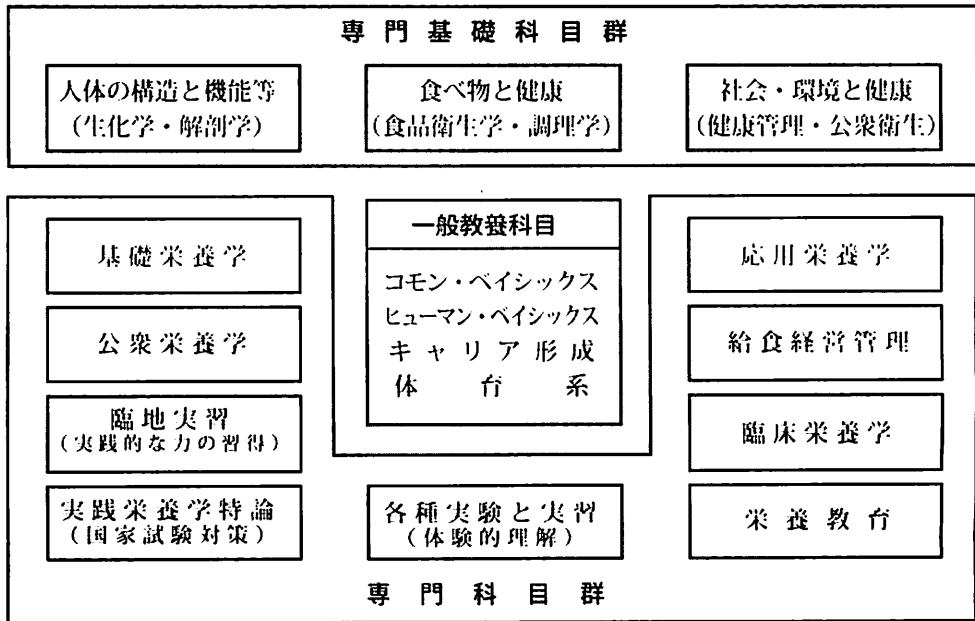 専門基礎科目群
人体の構造と機能等
(生化学・解剖学)
食べ物と健康
(食品衛生学・調理学)
社会・環境と健康
(健康管理・公衆衛生)
基礎栄養学
公衆栄養学
臨地実習
(実践的な力の習得)
実践栄養学特論
(国家試験対策)
一般教養科目
コモン・ベイシックス
ヒューマン・ベイシックス
キャリア形成
体育系
各種実験と実習
(体験的理解)
応用栄養学
給食経営管理
臨床栄養学
栄養教育
専門科目群